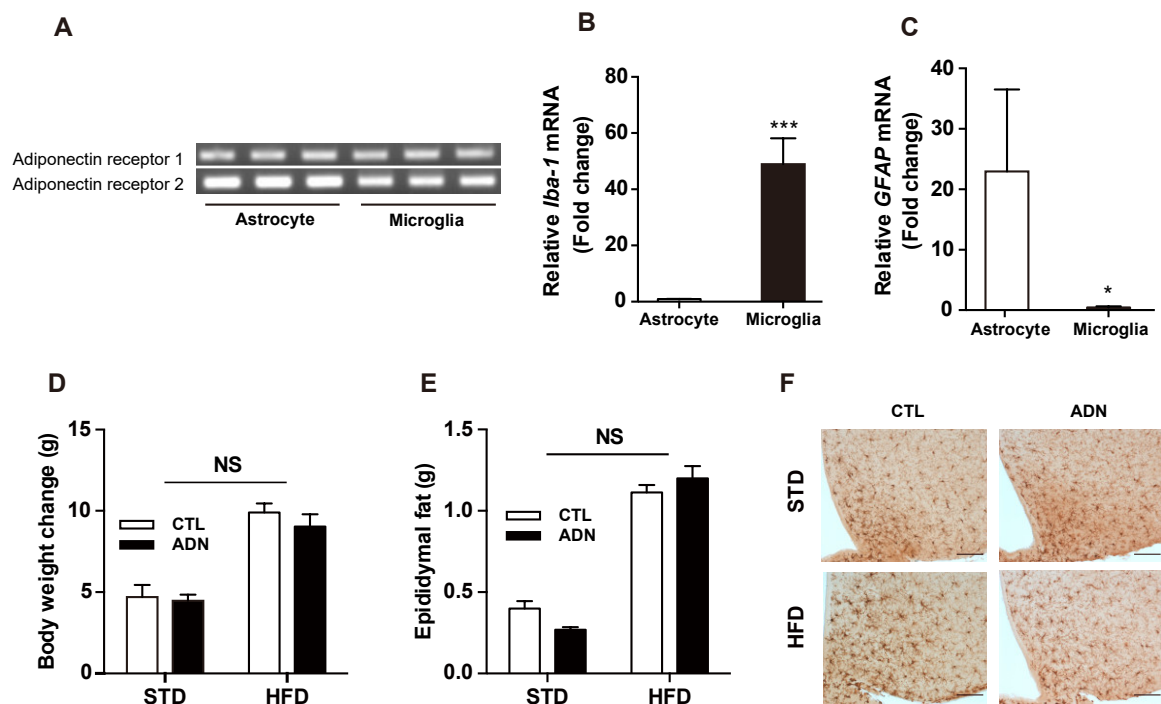 A
Adiponectin receptor 1
Adiponectin receptor 2
Astrocyte Microglia
B
Relative Iba-1 mRNA
(Fold change)
80
60
40
20
0
***
Astrocyte Microglia
C
Relative GFAP mRNA
(Fold change)
40
30
20
10
0
*
Astrocyte Microglia
D
Body weight change (g)
15
10
5
0
NS
CTL
ADN
STD HFD
E
Epididymal fat (g)
1.5
1.0
0.5
0.0
NS
CTL
ADN
STD HFD
F
CTL ADN
STD
HFD